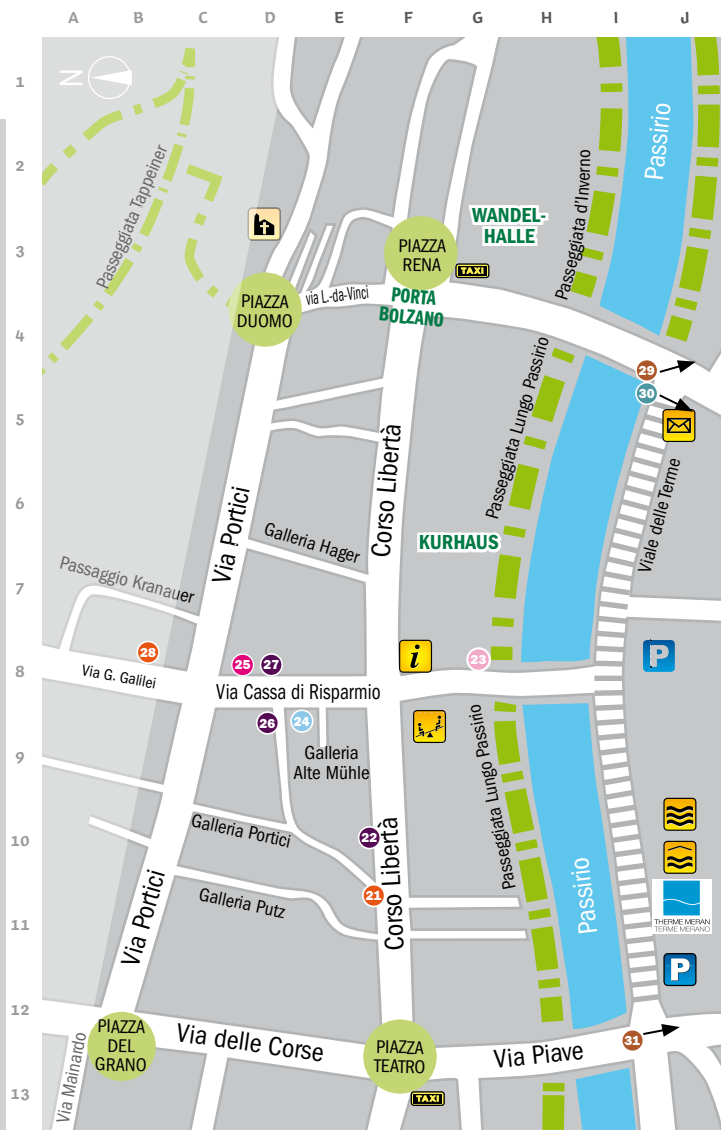 A B C D E F G H I J
1
2
3
4
5
6
7
8
9
10
11
12
13
N
Passirio
Passeggiata Tappeiner
Passeggiata d'Inverno
WANDEL-
HALLE
PIAZZA
RENA
TAXI
PIAZZA
DUOMO
via L.-da-Vinci
PORTA
BOLZANO
29
30
Passeggiata Lungo Passirio
Corso Libertà
Viale delle Terme
Via Portici
Galleria Hager
KURHAUS
Passaggio Kranauer
28
25
27
i
23
P
Via G. Galilei
Via Cassa di Risparmio
26
24
Galleria
Alte Mühle
Passeggiata Lungo Passirio
Galleria Portici
22
Corso Libertà
21
Passirio
Galleria Putz
THERME MERAN
TERME MERANO
Via Portici
P
PIAZZA
DEL
GRANO
Via delle Corse
PIAZZA
TEATRO
Via Piave
31
Via Mainardo
TAXI